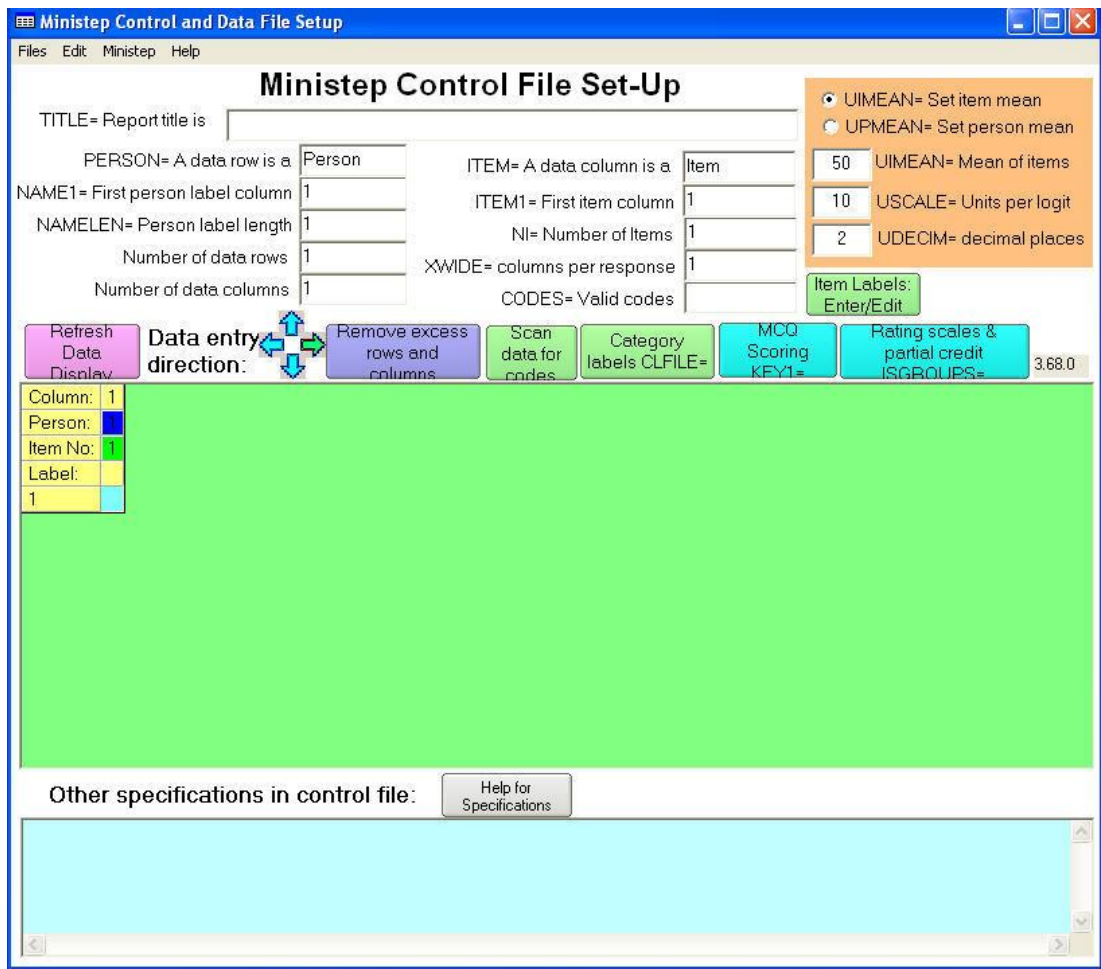 Ministep Control and Data File Setup
Files Edit Ministep Help
Ministep Control File Set-Up
TITLE= Report title is
PERSON= A data row is a Person
NAME1= First person label column 1
NAMELEN= Person label length 1
Number of data rows 1
Number of data columns 1
ITEM= A data column is a Item
ITEM1= First item column 1
NI= Number of Items 1
XWIDE= columns per response 1
CODES= Valid codes
UIMEAN= Set item mean
UPMEAN= Set person mean
50 UIMEAN= Mean of items
10 USCALE= Units per logit
2 UDECIM= decimal places
Item Labels:
Enter/Edit
Refresh
Data
Display
Data entry
direction:
Remove excess
rows and
columns
Scan
data for
codes
Category
labels CLFILE=
MCQ
Scoring
KEY1=
Rating scales &
partial credit
ISGROUPS=
3.68.0
Column: 1
Person: 1
Item No: 1
Label:
1
Other specifications in control file:
Help for
Specifications